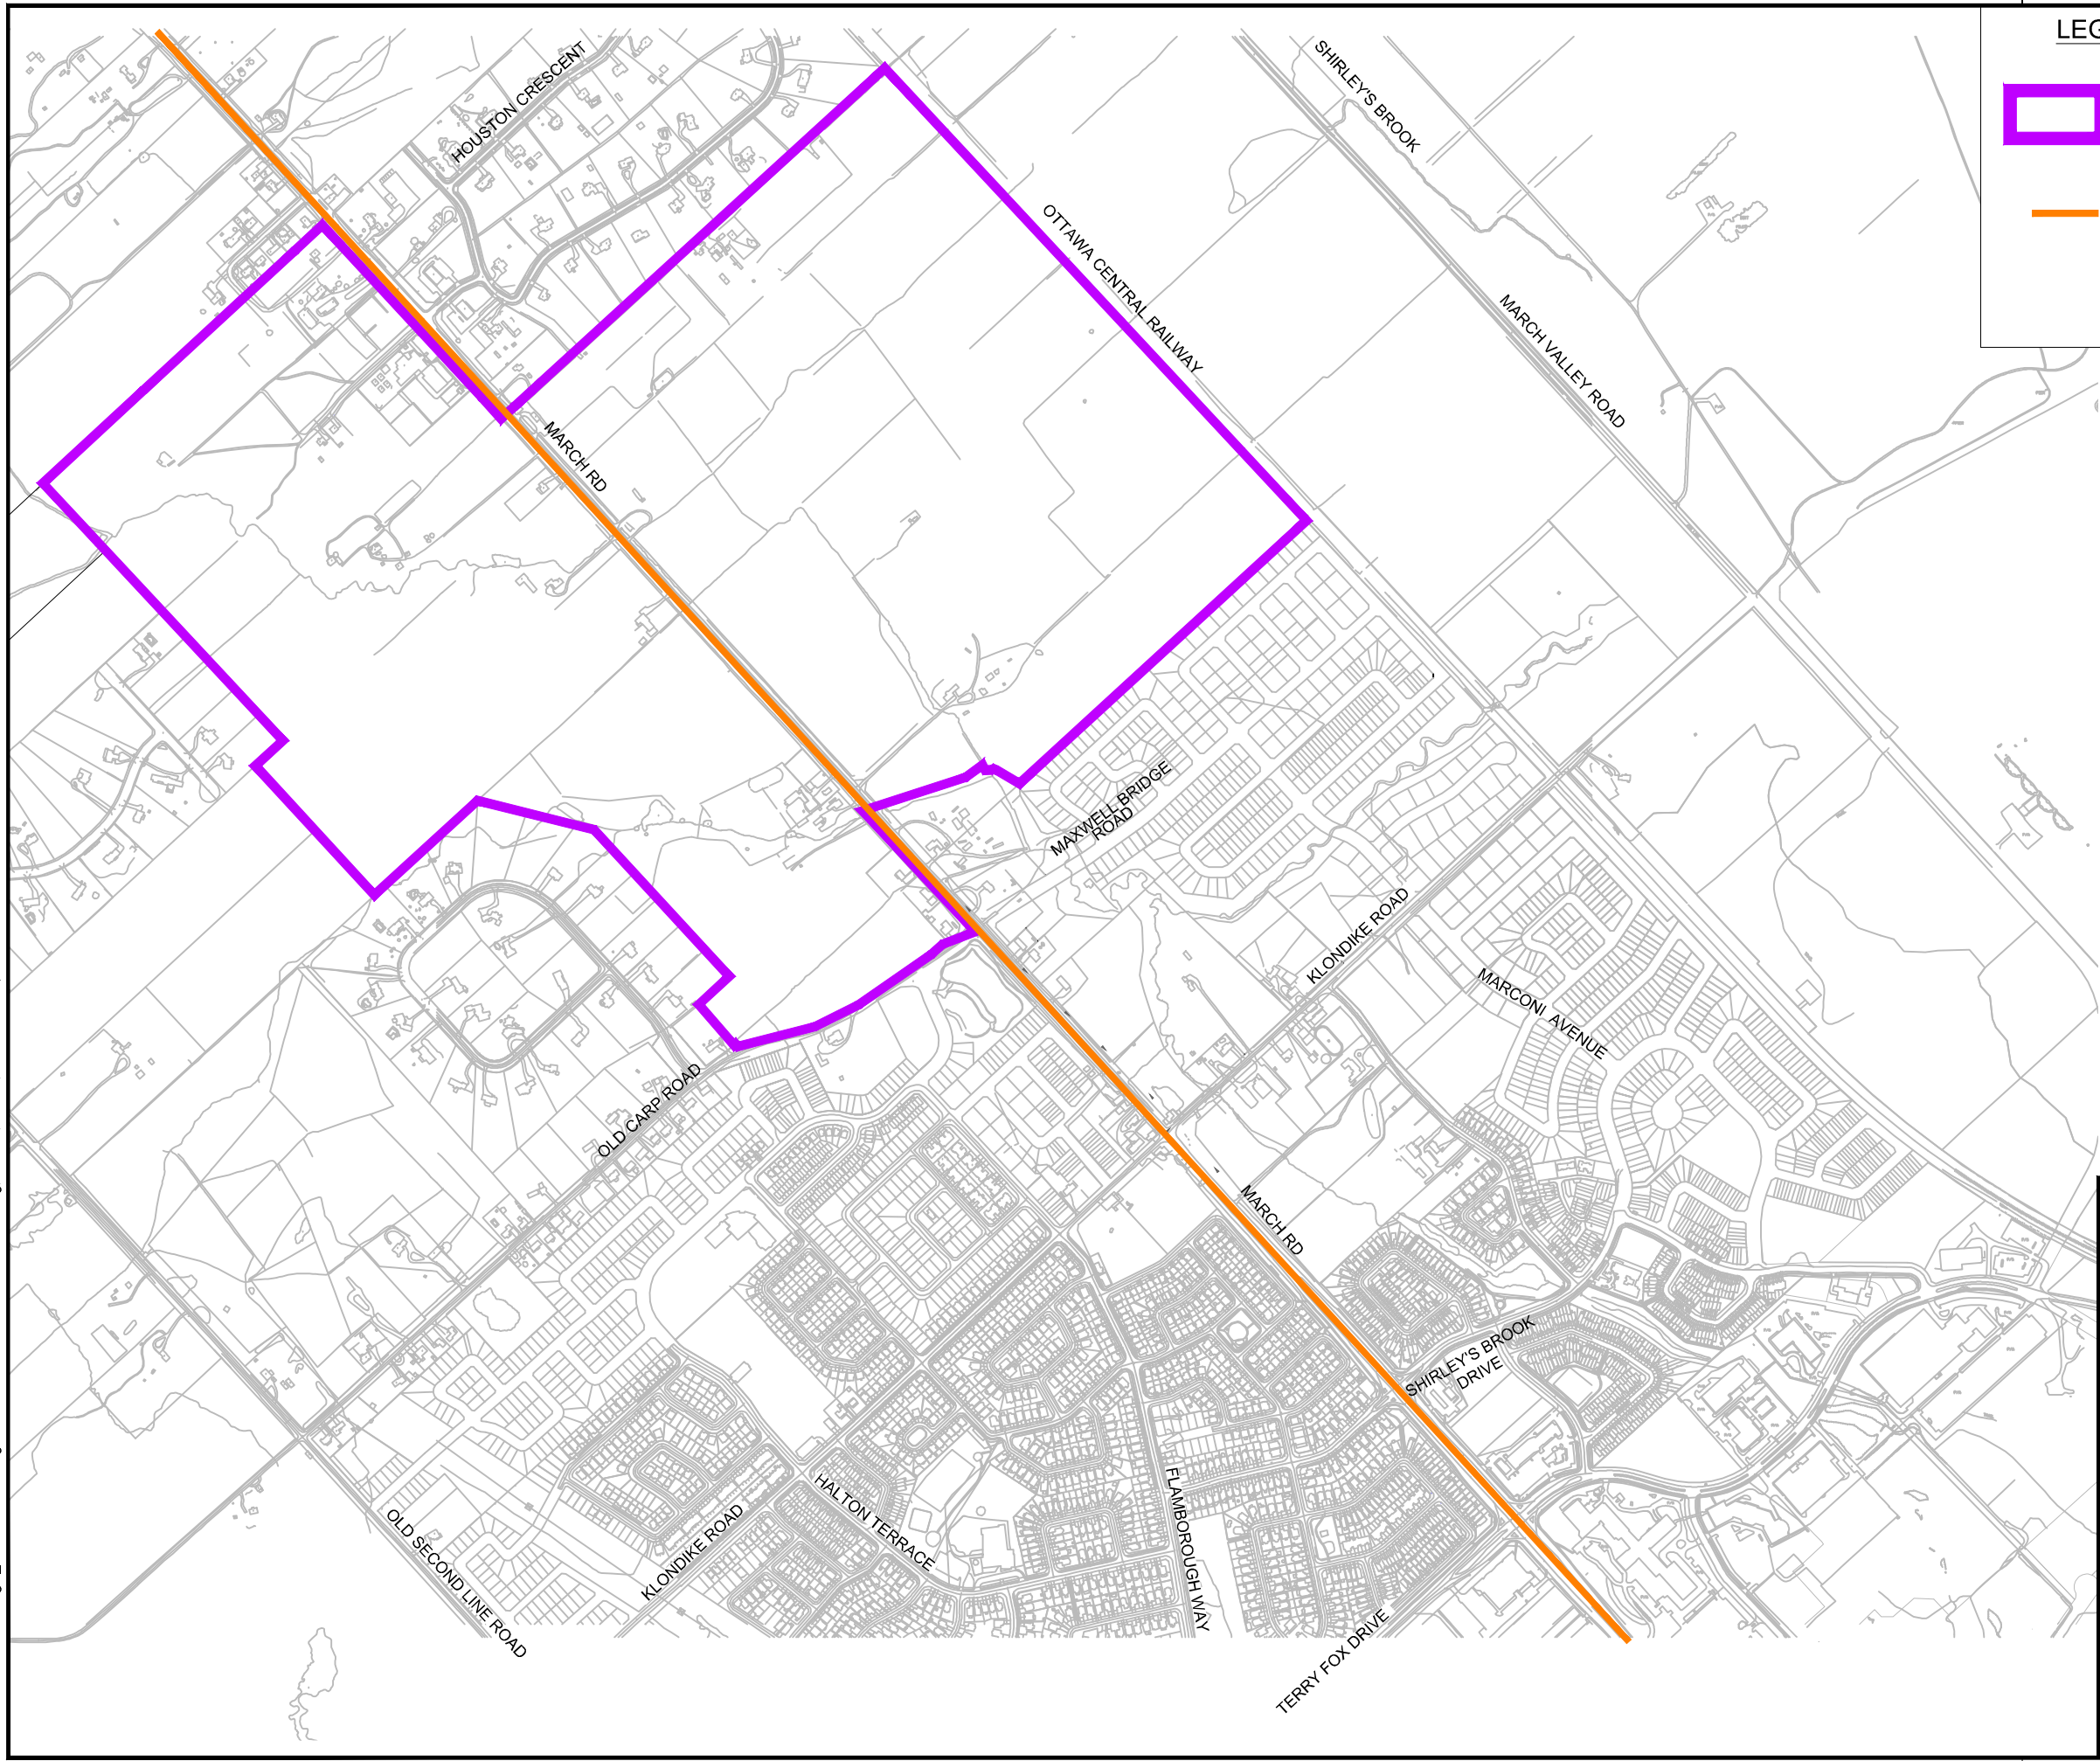 LEG
HOUSTON CRESCENT
SHIRLEY'S BROOK
OTTAWA CENTRAL RAILWAY
MARCH VALLEY ROAD
MARCH RD
MAXWELL BRIDGE
ROAD
KLONDIKE ROAD
MARCONI AVENUE
OLD CARP ROAD
MARCH RD
SHIRLEY'S BROOK
DRIVE
HALTON TERRACE
FLAMBOROUGH WAY
KLONDIKE ROAD
OLD SECOND LINE ROAD
TERRY FOX DRIVE